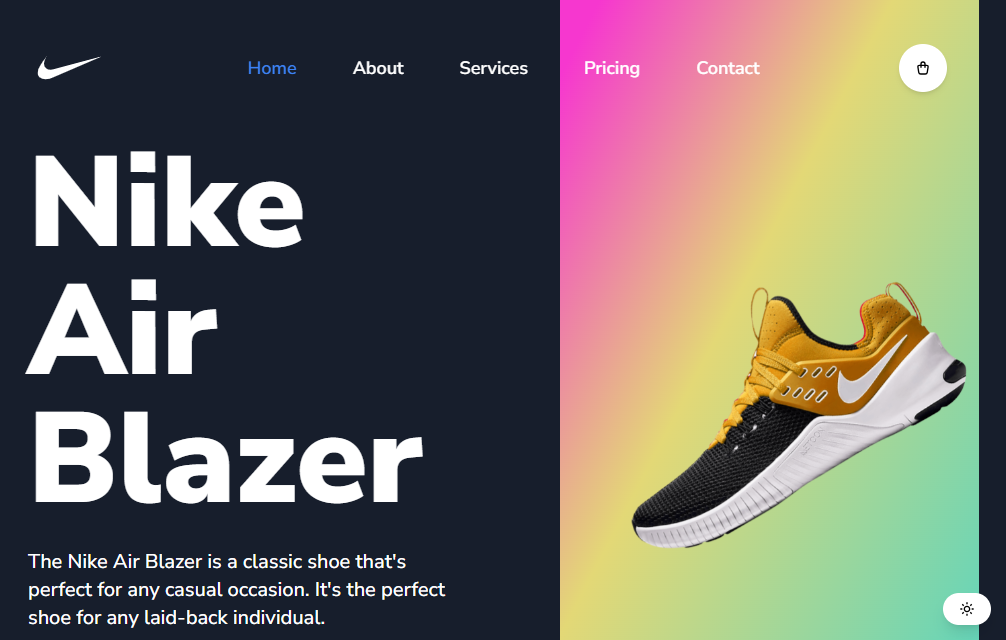 Home About Services Pricing Contact
Nike
Air
Blazer
The Nike Air Blazer is a classic shoe that's
perfect for any casual occasion. It's the perfect
shoe for any laid-back individual.